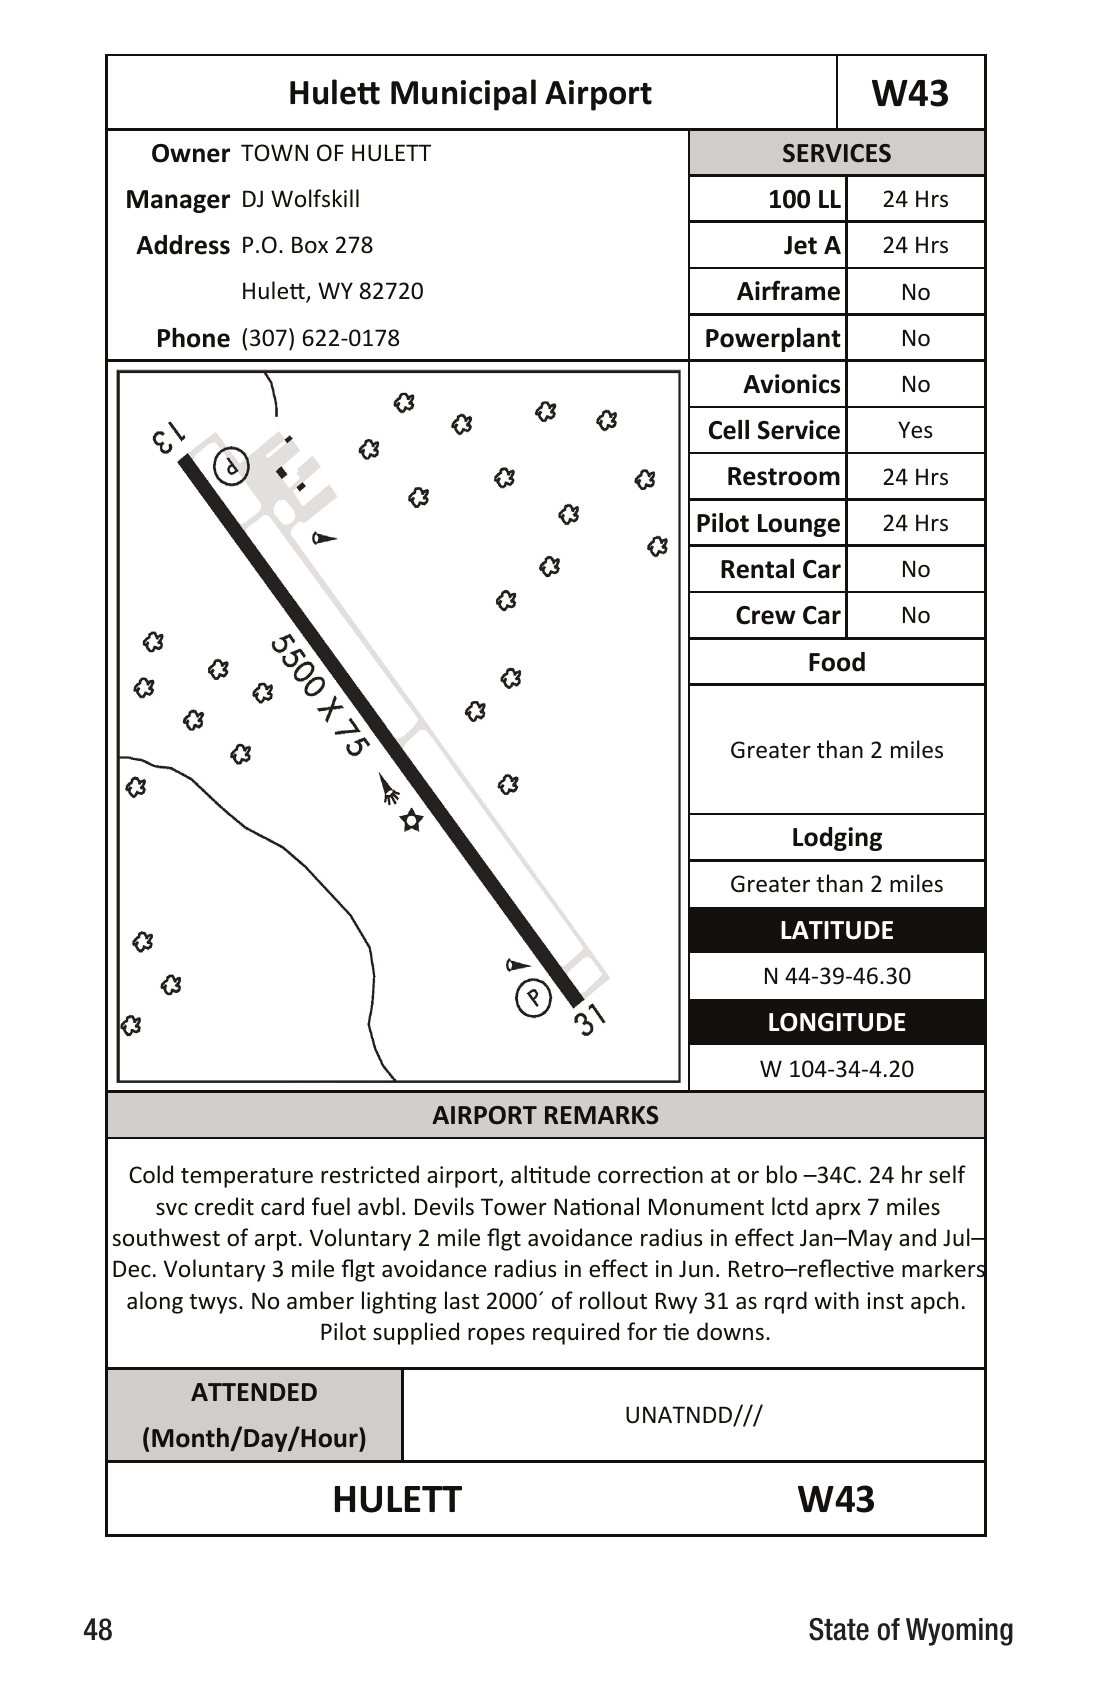 Hulett Municipal Airport
W43
Owner TOWN OF HULETT
Manager DJ Wolfskill
Address P.O. Box 278
Hulett, WY 82720
Phone (307) 622-0178
SERVICES
100 LL 24 Hrs
Jet A 24 Hrs
Airframe No
Powerplant No
Avionics No
Cell Service Yes
Restroom 24 Hrs
Pilot Lounge 24 Hrs
Rental Car No
Crew Car No
Food
Greater than 2 miles
Lodging
Greater than 2 miles
LATITUDE
N 44-39-46.30
LONGITUDE
W 104-34-4.20
13
P
5500 X 75
P
31
AIRPORT REMARKS
Cold temperature restricted airport, altitude correction at or blo –34C. 24 hr self
svc credit card fuel avbl. Devils Tower National Monument lctd aprx 7 miles
southwest of arpt. Voluntary 2 mile flgt avoidance radius in effect Jan–May and Jul–
Dec. Voluntary 3 mile flgt avoidance radius in effect in Jun. Retro–reflective markers
along twys. No amber lighting last 2000´ of rollout Rwy 31 as rqrd with inst apch.
Pilot supplied ropes required for tie downs.
ATTENDED
(Month/Day/Hour)
UNATNDD///
HULETT W43
48
State of Wyoming